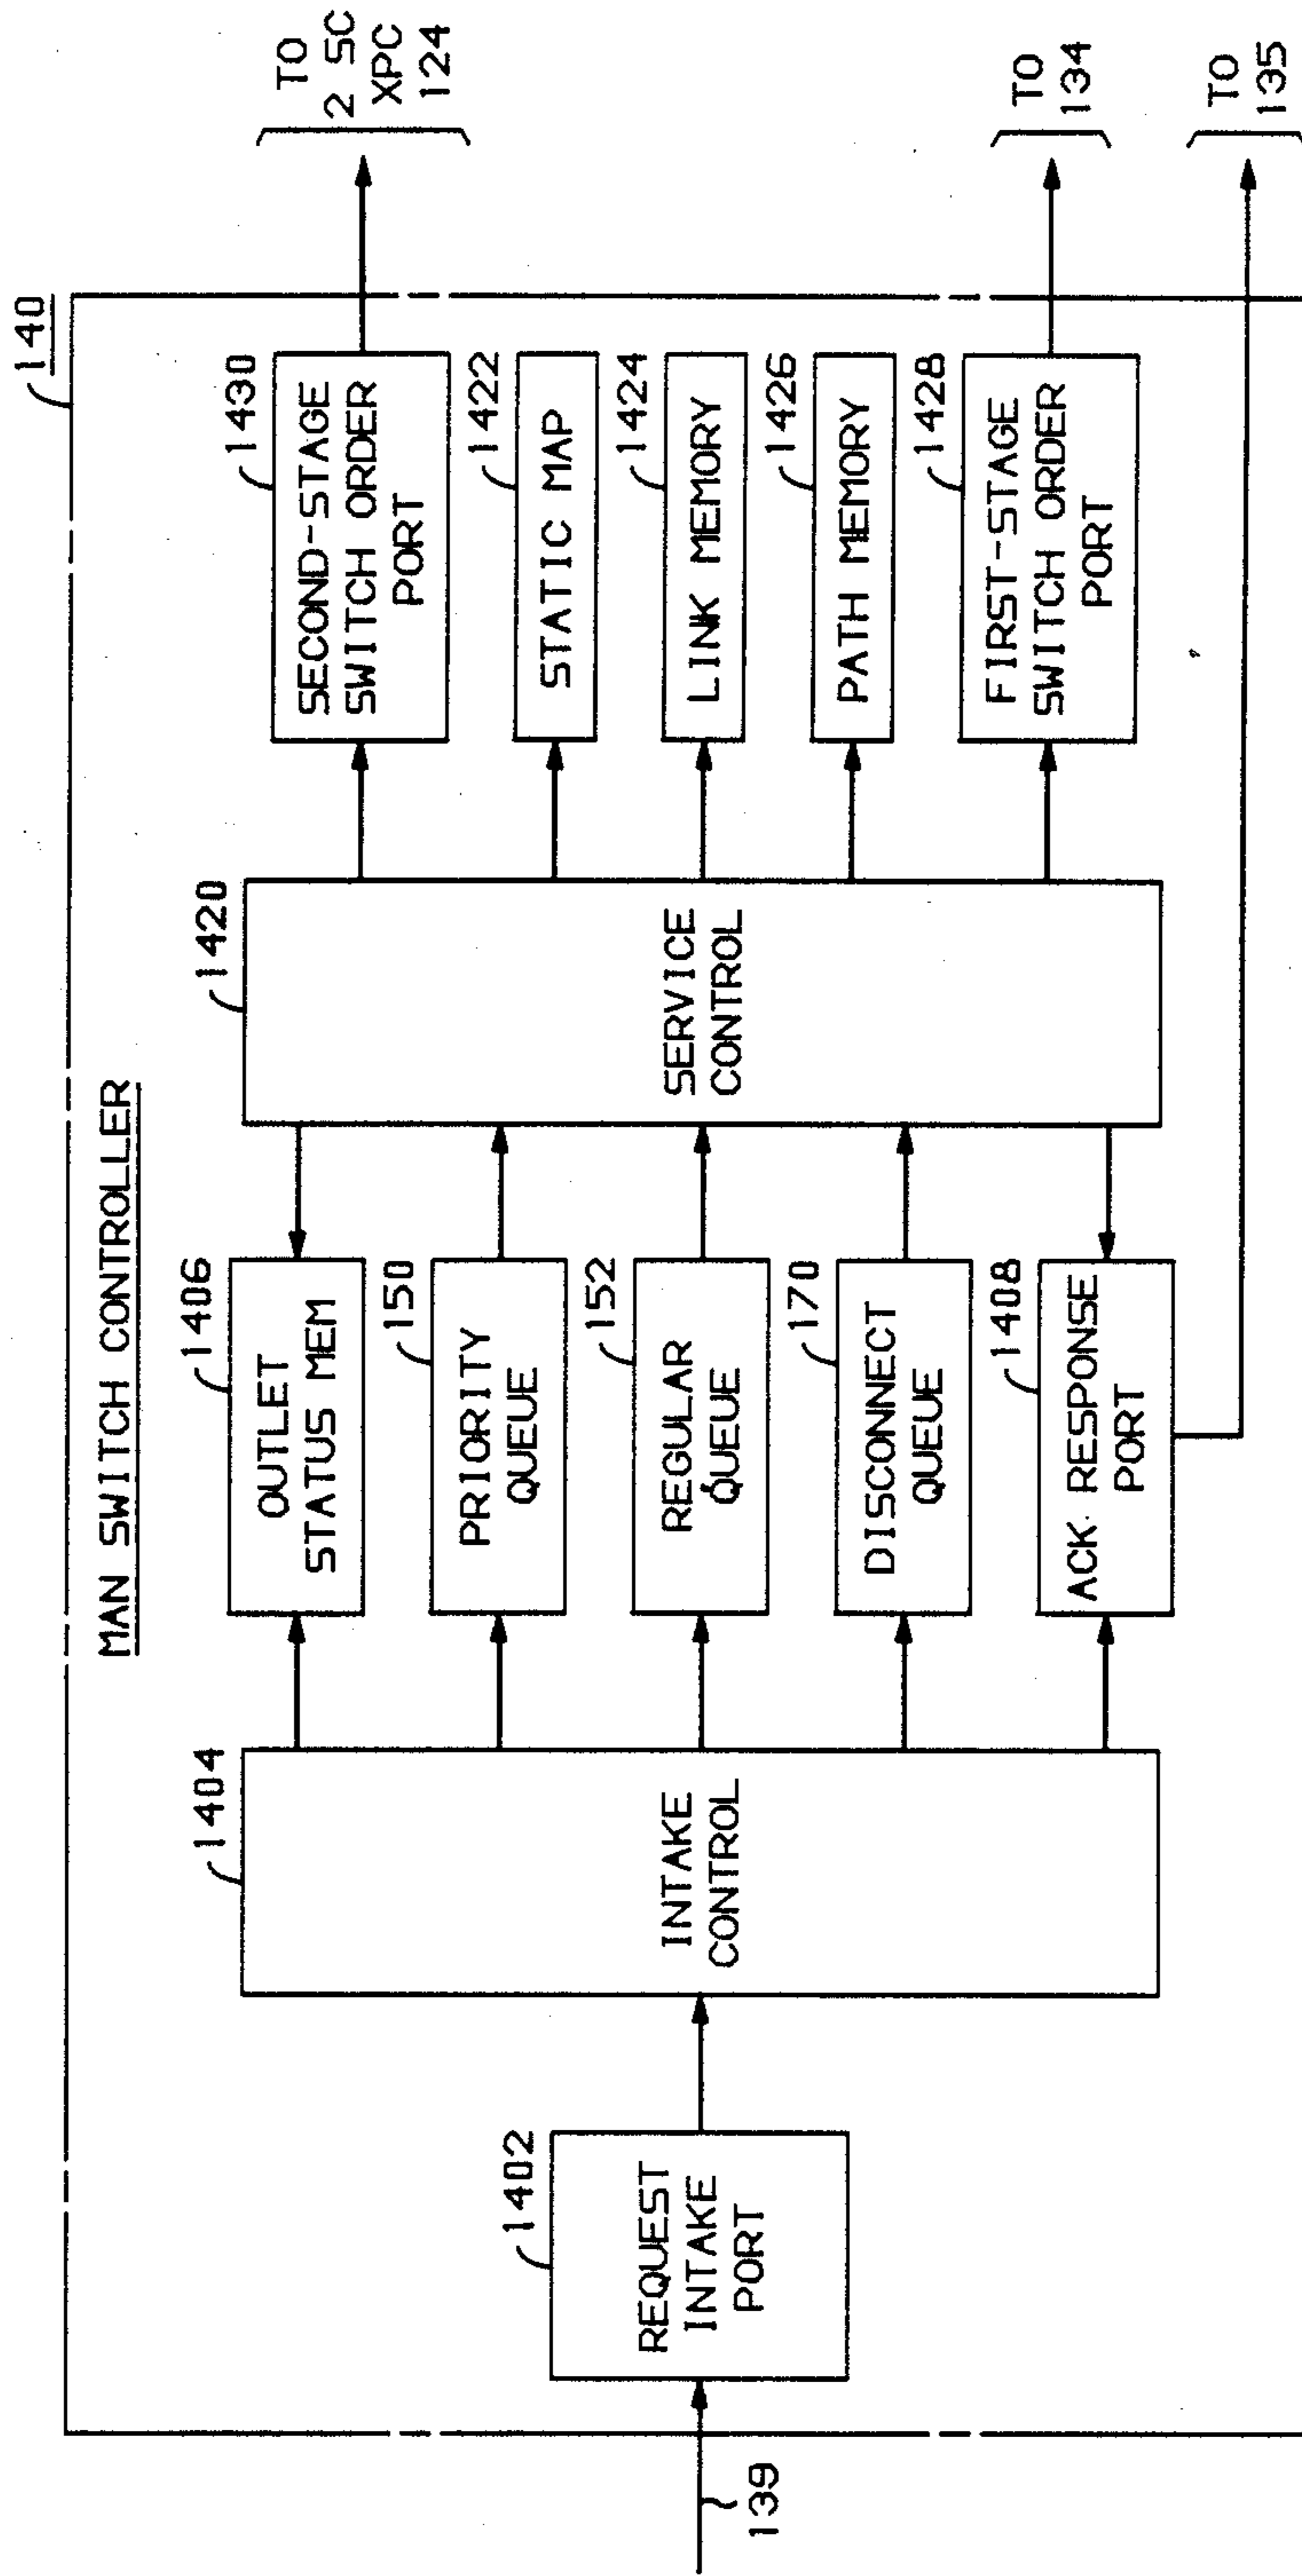 MAN SWITCH CONTROLLER
140
139
1402
REQUEST
INTAKE
PORT
1404
INTAKE
CONTROL
1406
OUTLET
STATUS MEM
150
PRIORITY
QUEUE
152
REGULAR
QUEUE
170
DISCONNECT
QUEUE
1408
ACK. RESPONSE
PORT
1420
SERVICE
CONTROL
1430
SECOND-STAGE
SWITCH ORDER
PORT
1422
STATIC MAP
1424
LINK MEMORY
1426
PATH MEMORY
1428
FIRST-STAGE
SWITCH ORDER
PORT
TO
2 SC
XPC
124
TO
134
TO
135